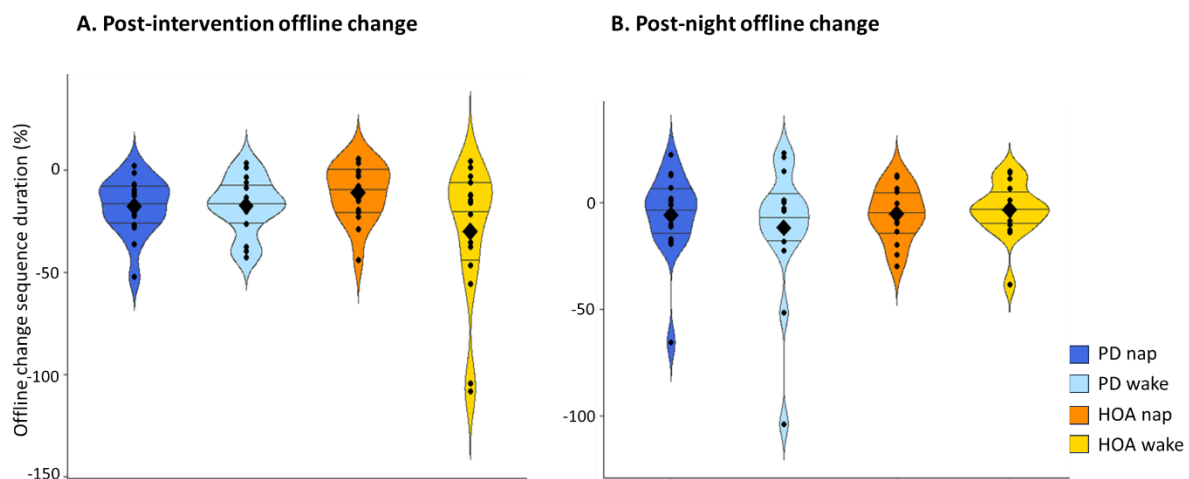 A. Post-intervention offline change
B. Post-night offline change
Offline change sequence duration (%)
0
-50
-100
-150
0
-50
-100
PD nap
PD wake
HOA nap
HOA wake